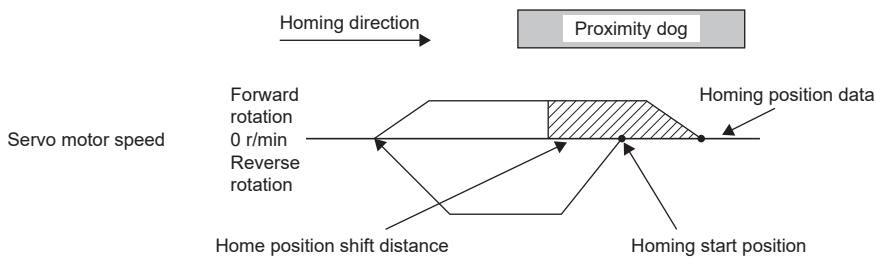 Homing direction
Proximity dog
Forward
rotation
Homing position data
Servo motor speed
0 r/min
Reverse
rotation
Home position shift distance
Homing start position